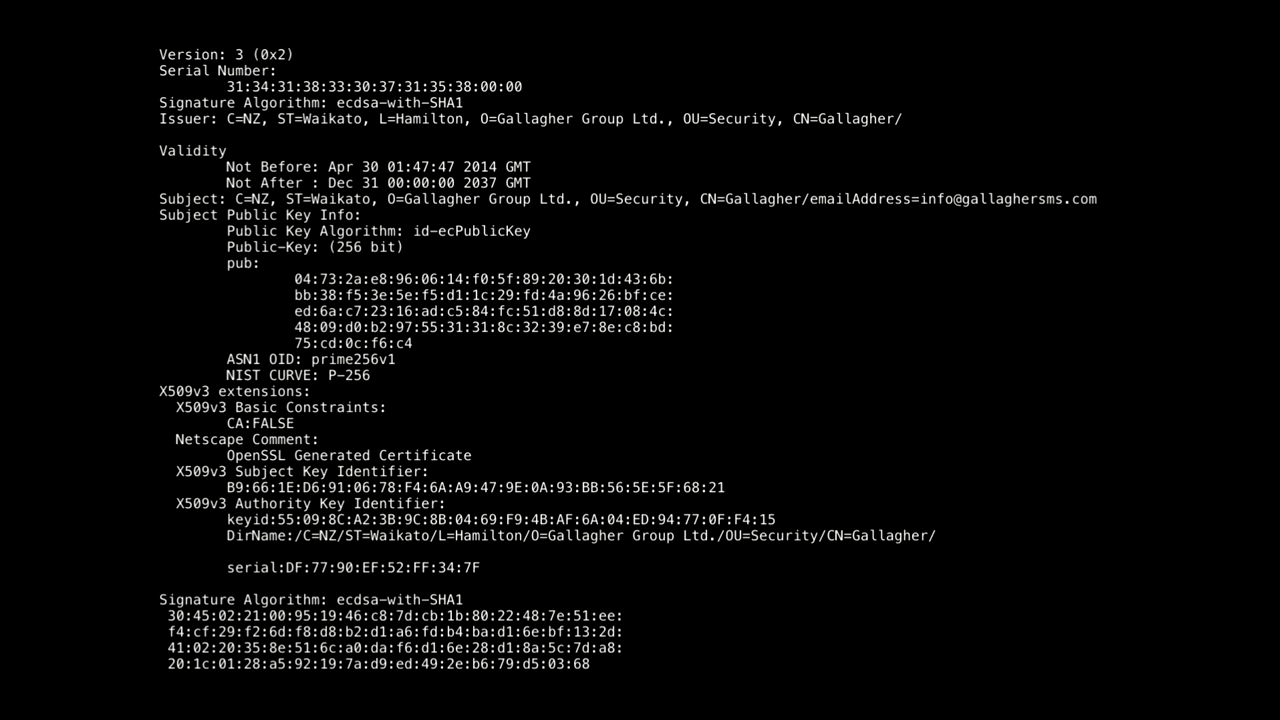 Version: 3 (0x2)
Serial Number:
31:34:31:38:33:30:37:31:35:38:00:00
Signature Algorithm: ecdsa-with-SHA1
Issuer: C=NZ, ST=Waikato, L=Hamilton, O=Gallagher Group Ltd., OU=Security, CN=Gallagher/
Validity
Not Before: Apr 30 01:47:47 2014 GMT
Not After : Dec 31 00:00:00 2037 GMT
Subject: C=NZ, ST=Waikato, O=Gallagher Group Ltd., OU=Security, CN=Gallagher/emailAddress=info@gallaghersms.com
Subject Public Key Info:
Public Key Algorithm: id-ecPublicKey
Public-Key: (256 bit)
pub:
04:73:2a:e8:96:06:14:f0:5f:89:20:30:1d:43:6b:
bb:38:f5:3e:5e:f5:d1:1c:29:fd:4a:96:26:bf:ce:
ed:6a:c7:23:16:ad:c5:84:fc:51:d8:8d:17:08:4c:
48:09:d0:b2:97:55:31:31:8c:32:39:e7:8e:c8:bd:
75:cd:0c:f6:c4
ASN1 OID: prime256v1
NIST CURVE: P-256
X509v3 extensions:
X509v3 Basic Constraints:
CA:FALSE
Netscape Comment:
OpenSSL Generated Certificate
X509v3 Subject Key Identifier:
B9:66:1E:D6:91:06:78:F4:6A:A9:47:9E:0A:93:BB:56:5E:5F:68:21
X509v3 Authority Key Identifier:
keyid:55:09:8C:A2:3B:9C:8B:04:69:F9:4B:AF:6A:04:ED:94:77:0F:F4:15
DirName:/C=NZ/ST=Waikato/L=Hamilton/O=Gallagher Group Ltd./OU=Security/CN=Gallagher/
serial:DF:77:90:EF:52:FF:34:7F
Signature Algorithm: ecdsa-with-SHA1
30:45:02:21:00:95:19:46:c8:7d:cb:1b:80:22:48:7e:51:ee:
f4:cf:29:f2:6d:f8:d8:b2:d1:a6:fd:b4:ba:d1:6e:bf:13:2d:
41:02:20:35:8e:51:6c:a0:da:f6:d1:6e:28:d1:8a:5c:7d:a8:
20:1c:01:28:a5:92:19:7a:d9:ed:49:2e:b6:79:d5:03:68